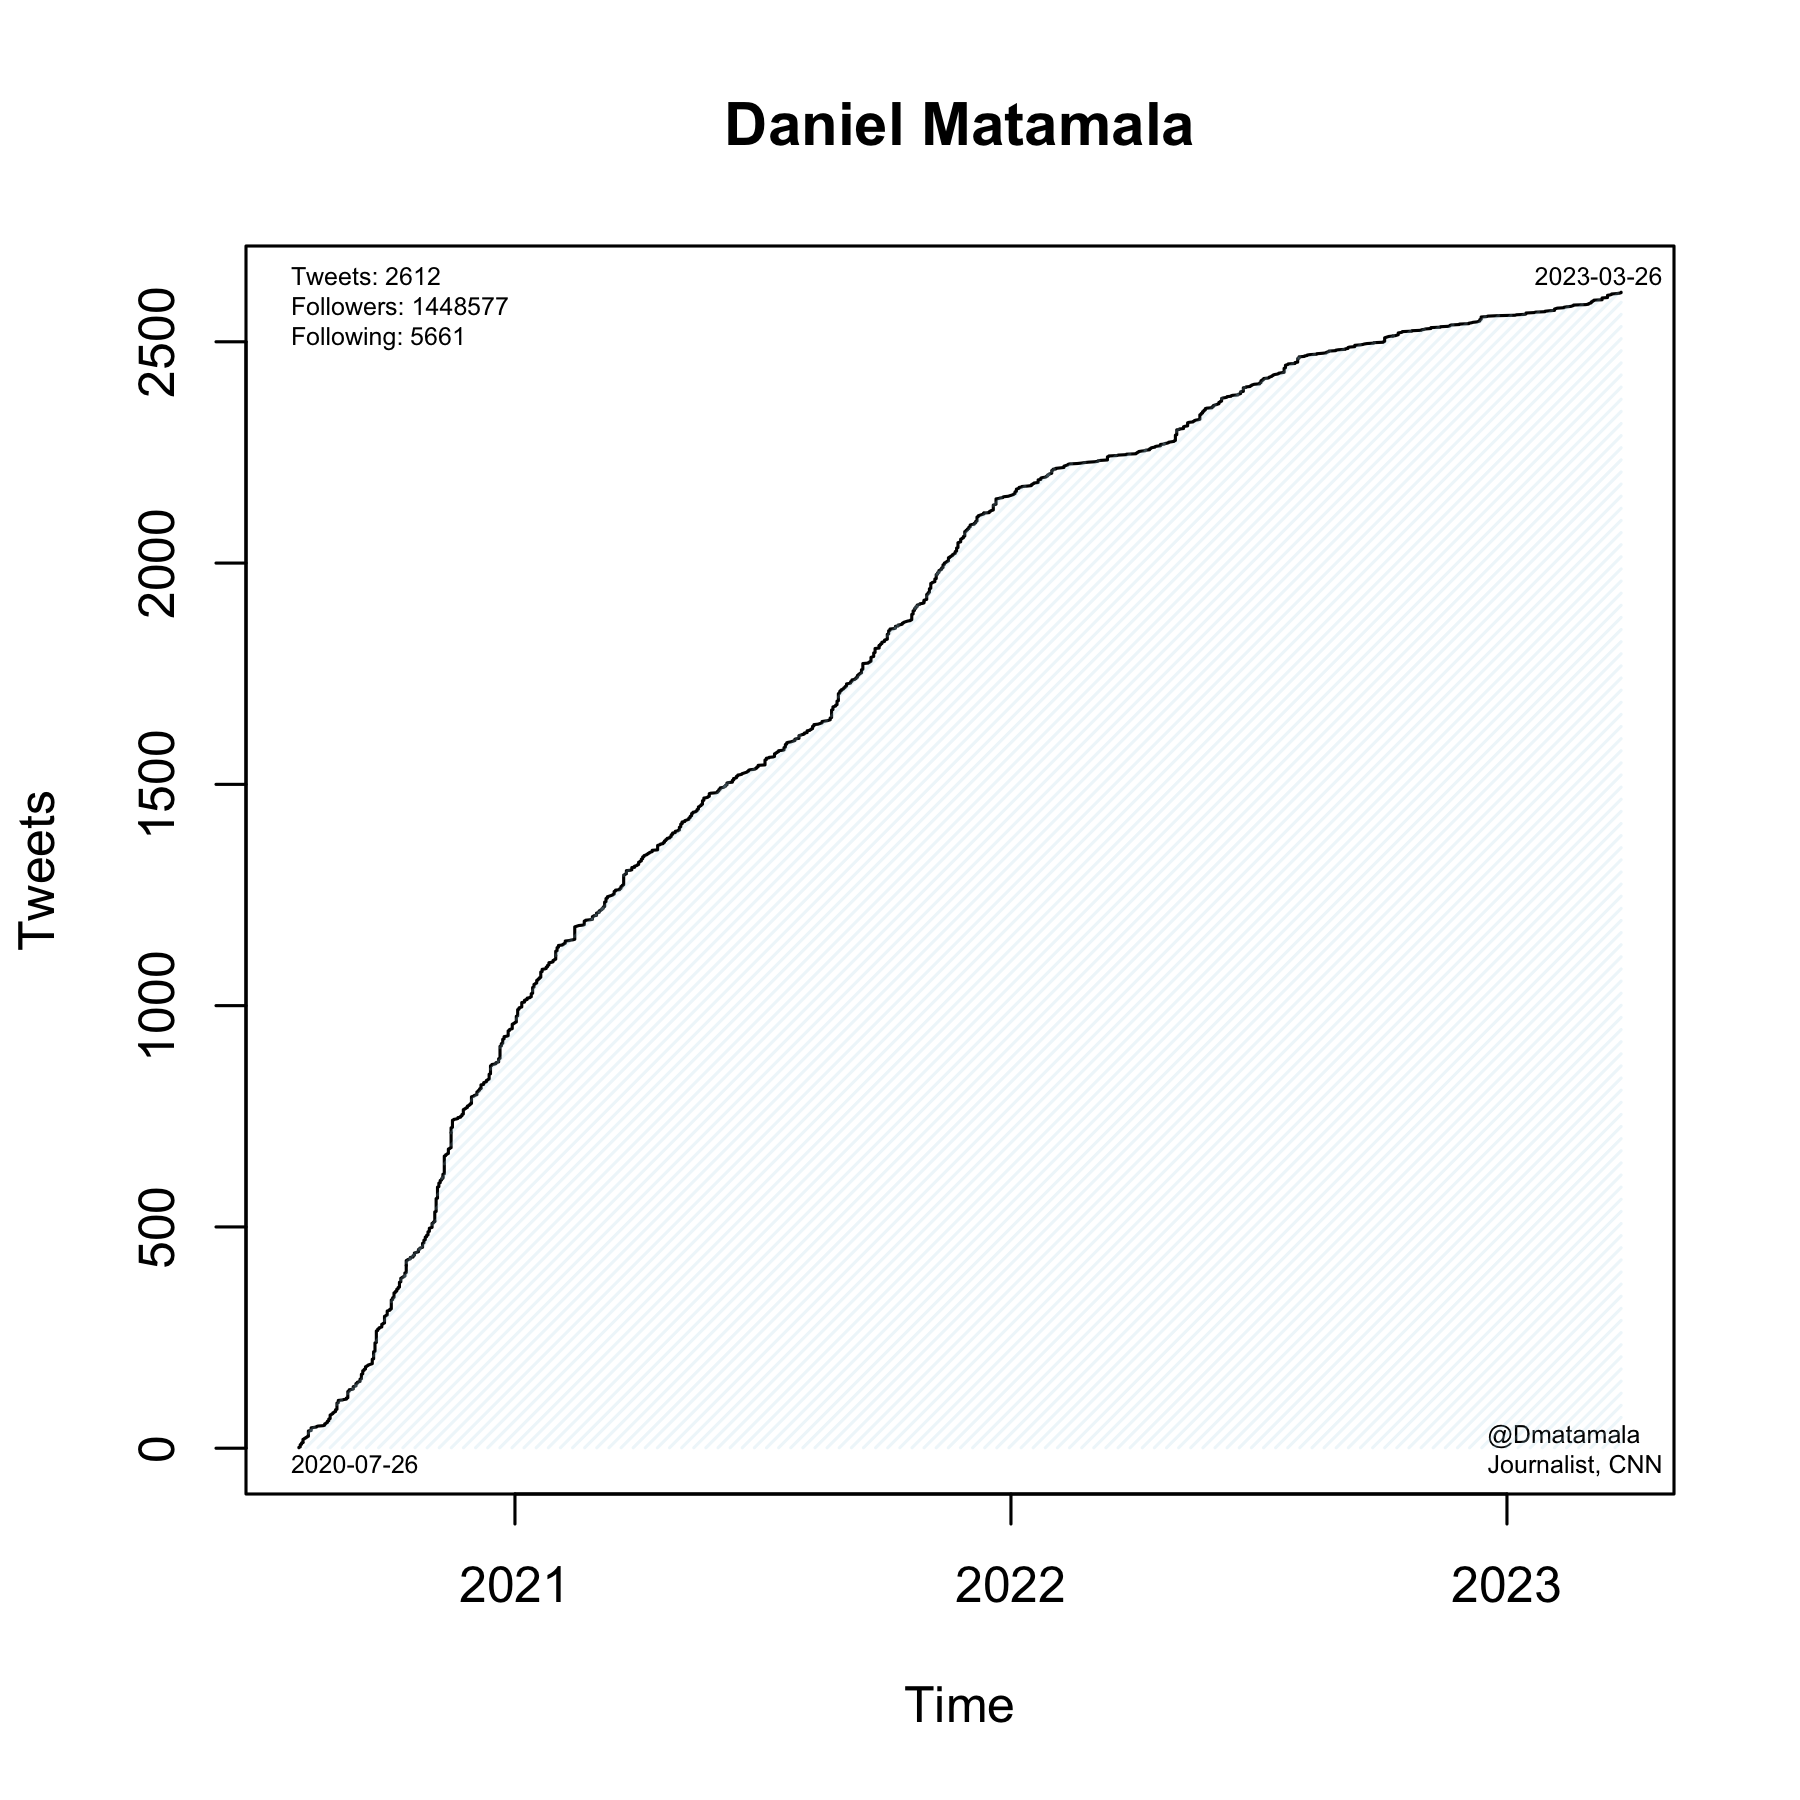 Daniel Matamala
Tweets: 2612
Followers: 1448577
Following: 5661
2023-03-26
Tweets
2500
2000
1500
1000
500
0
2020-07-26
@Dmatamala
Journalist, CNN
2021
2022
2023
Time